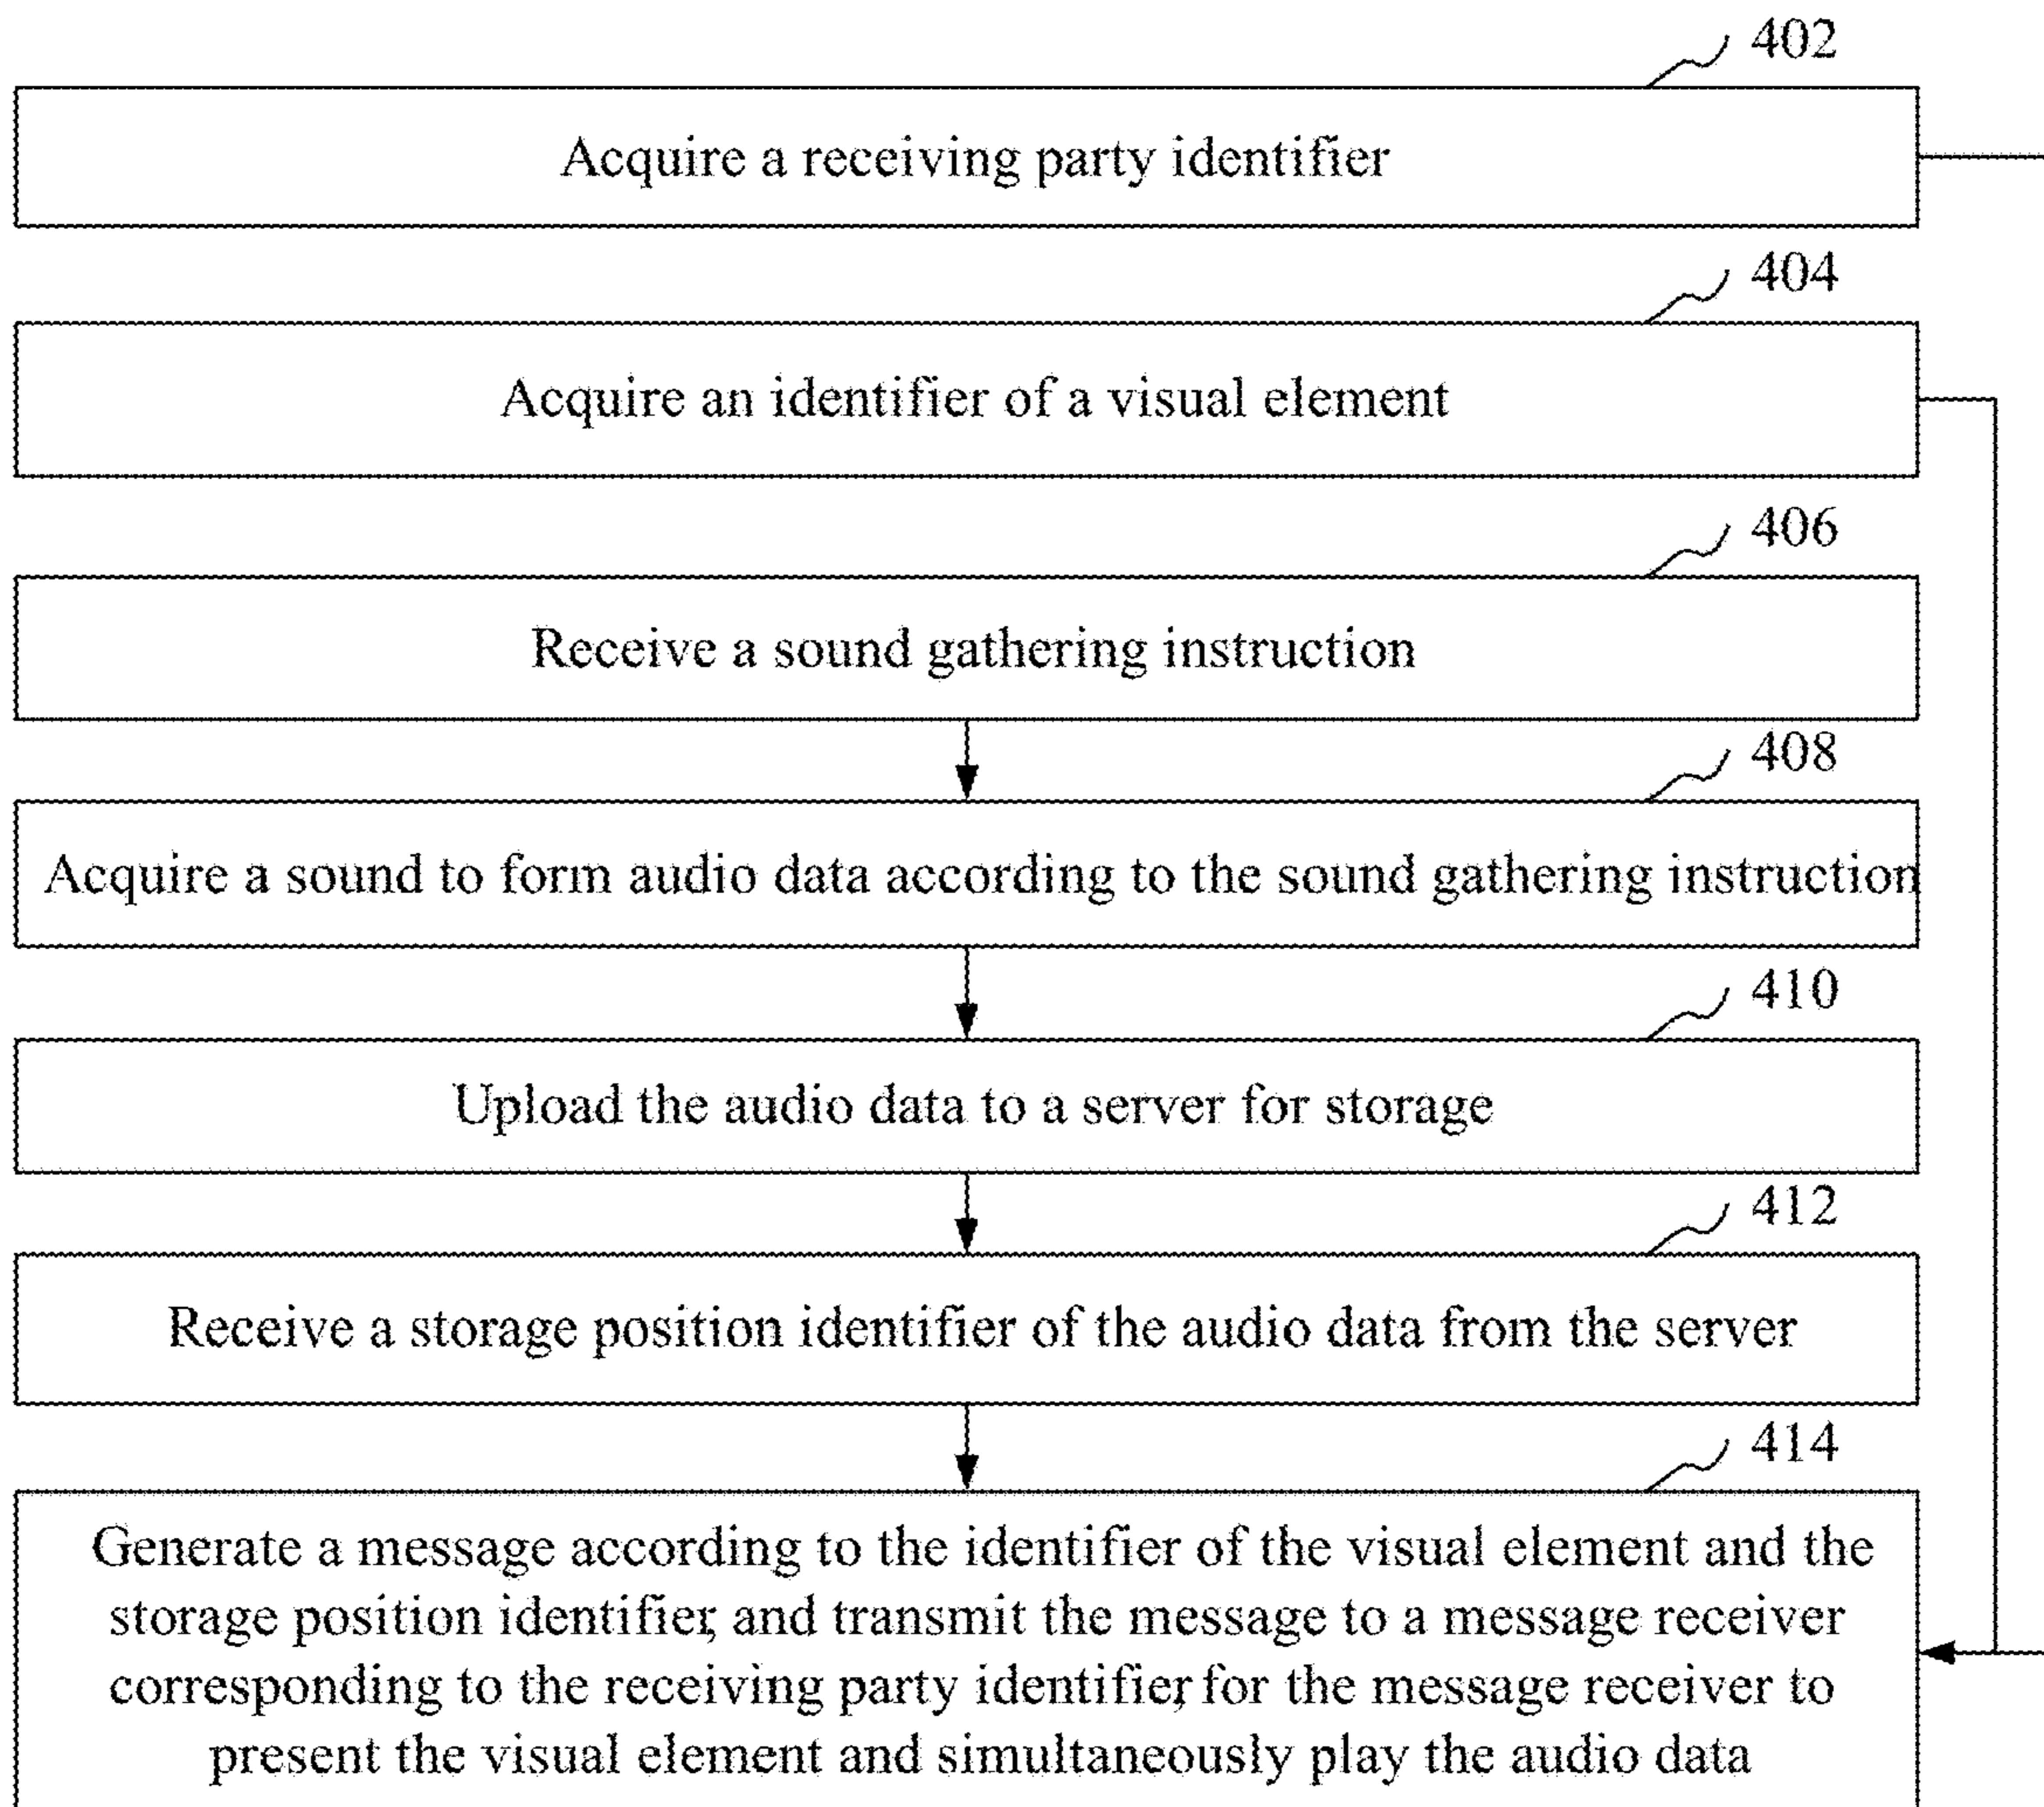 402
Acquire a receiving party identifier
404
Acquire an identifier of a visual element
406
Receive a sound gathering instruction
408
Acquire a sound to form audio data according to the sound gathering instruction
410
Upload the audio data to a server for storage
412
Receive a storage position identifier of the audio data from the server
414
Generate a message according to the identifier of the visual element and the
storage position identifier, and transmit the message to a message receiver
corresponding to the receiving party identifier, for the message receiver to
present the visual element and simultaneously play the audio data